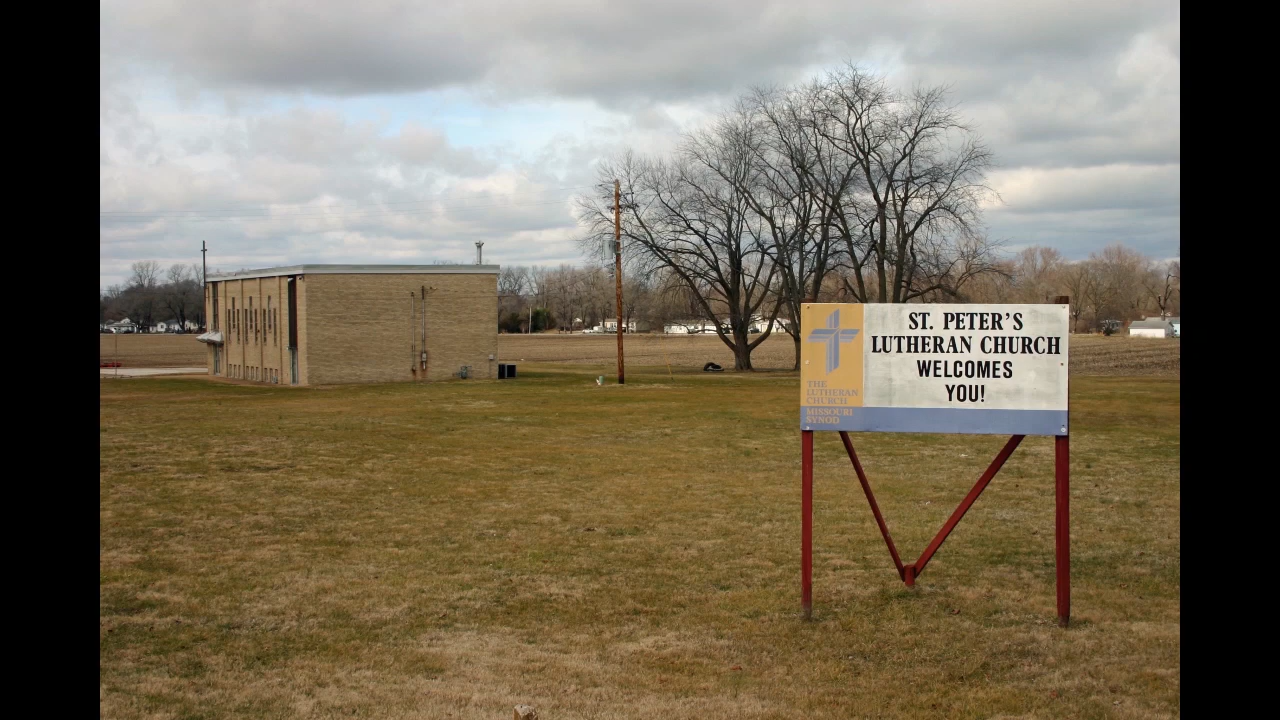 ST. PETER'S
LUTHERAN CHURCH
WELCOMES
YOU!
THE
LUTHERAN
CHURCH
MISSOURI
SYNOD